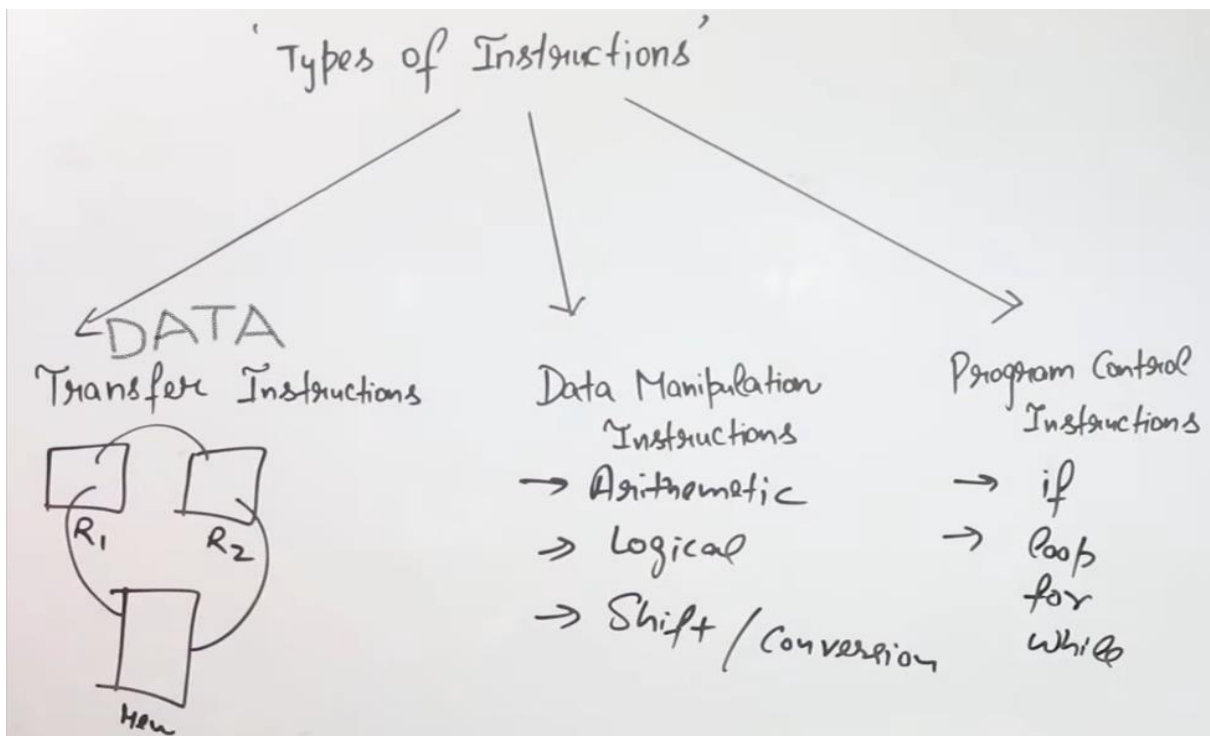 'Types of Instructions'
DATA
Transfer Instructions
R1
R2
Mem
Data Manipulation
Instructions
→ Arithemetic
→ Logical
→ Shift / Conversion
Program Control
Instructions
→ if
→ loop
for
while